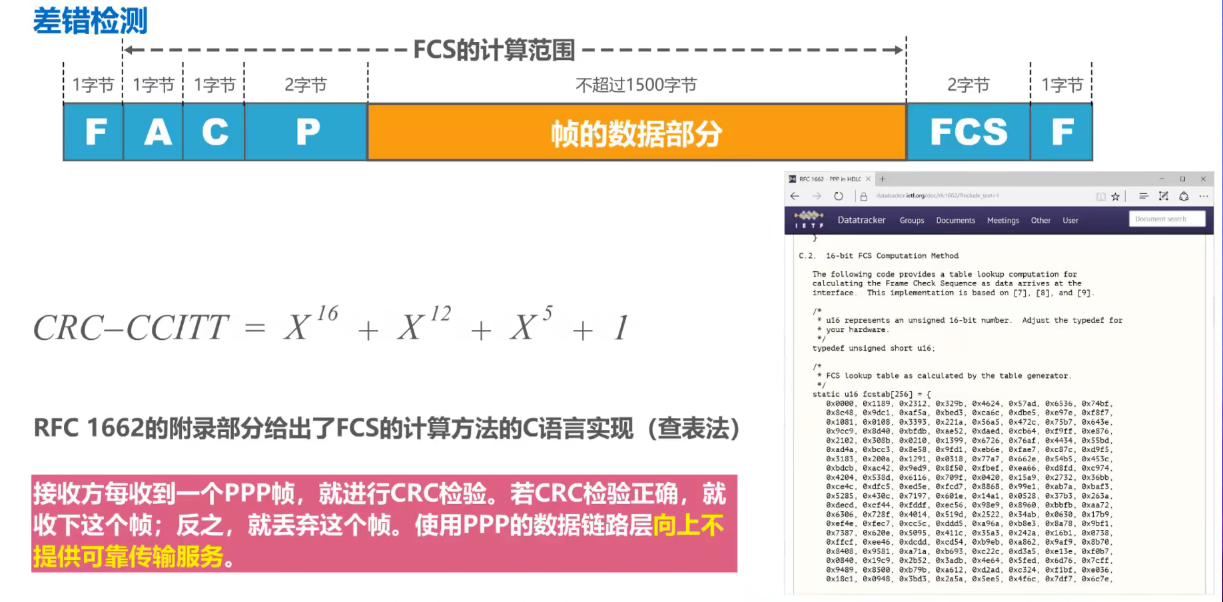 差错检测
FCS的计算范围
1字节 1字节 1字节 2字节 不超过1500字节 2字节 1字节
F A C P 帧的数据部分 FCS F
CRC–CCITT = X^16 + X^12 + X^5 + 1
RFC 1662的附录部分给出了FCS的计算方法的C语言实现（查表法）
接收方每收到一个PPP帧，就进行CRC检验。若CRC检验正确，就
收下这个帧；反之，就丢弃这个帧。使用PPP的数据链路层向上不
提供可靠传输服务。
RFC 1662 - PPP in HDLC
datatracker.ietf.org/doc/rfc1662/?include_text=1
IETF Datatracker Groups Documents Meetings Other User Document search
}
C.2. 16-bit FCS Computation Method
The following code provides a table lookup computation for
calculating the Frame Check Sequence as data arrives at the
interface. This implementation is based on [7], [8], and [9].
/*
* u16 represents an unsigned 16-bit number. Adjust the typedef for
* your hardware.
*/
typedef unsigned short u16;
/*
* FCS lookup table as calculated by the table generator.
*/
static u16 fcstab[256] = {
0x0000, 0x1189, 0x2312, 0x329b, 0x4624, 0x57ad, 0x6536, 0x74bf,
0x8c48, 0x9dc1, 0xaf5a, 0xbed3, 0xca6c, 0xdbe5, 0xe97e, 0xf8f7,
0x1081, 0x0108, 0x3393, 0x221a, 0x56a5, 0x472c, 0x75b7, 0x643e,
0x9cc9, 0x8d40, 0xbfdb, 0xae52, 0xdaed, 0xcb64, 0xf9ff, 0xe876,
0x2102, 0x308b, 0x0210, 0x1399, 0x6726, 0x76af, 0x4434, 0x55bd,
0xad4a, 0xbcc3, 0x8e58, 0x9fd1, 0xeb6e, 0xfae7, 0xc87c, 0xd9f5,
0x3183, 0x200a, 0x1291, 0x0318, 0x77a7, 0x662e, 0x54b5, 0x453c,
0xbdcb, 0xac42, 0x9ed9, 0x8f50, 0xfbef, 0xea66, 0xd8fd, 0xc974,
0x4204, 0x538d, 0x6116, 0x709f, 0x0420, 0x15a9, 0x2732, 0x36bb,
0xce4c, 0xdfc5, 0xed5e, 0xfcd7, 0x8868, 0x99e1, 0xab7a, 0xbaf3,
0x5285, 0x430c, 0x7197, 0x601e, 0x14a1, 0x0528, 0x37b3, 0x263a,
0xdecd, 0xcf44, 0xfddf, 0xec56, 0x98e9, 0x8960, 0xbbfb, 0xaa72,
0x6306, 0x728f, 0x4014, 0x519d, 0x2522, 0x34ab, 0x0630, 0x17b9,
0xef4e, 0xfec7, 0xcc5c, 0xddd5, 0xa96a, 0xb8e3, 0x8a78, 0x9bf1,
0x7387, 0x620e, 0x5095, 0x411c, 0x35a3, 0x242a, 0x16b1, 0x0738,
0xffcf, 0xee46, 0xdcdd, 0xcd54, 0xb9eb, 0xa862, 0x9af9, 0x8b70,
0x8408, 0x9581, 0xa71a, 0xb693, 0xc22c, 0xd3a5, 0xe13e, 0xf0b7,
0x0840, 0x19c9, 0x2b52, 0x3adb, 0x4e64, 0x5fed, 0x6d76, 0x7cff,
0x9489, 0x8500, 0xb79b, 0xa612, 0xd2ad, 0xc324, 0xf1bf, 0xe036,
0x18c1, 0x0948, 0x3bd3, 0x2a5a, 0x5ee5, 0x4f6c, 0x7df7, 0x6c7e,